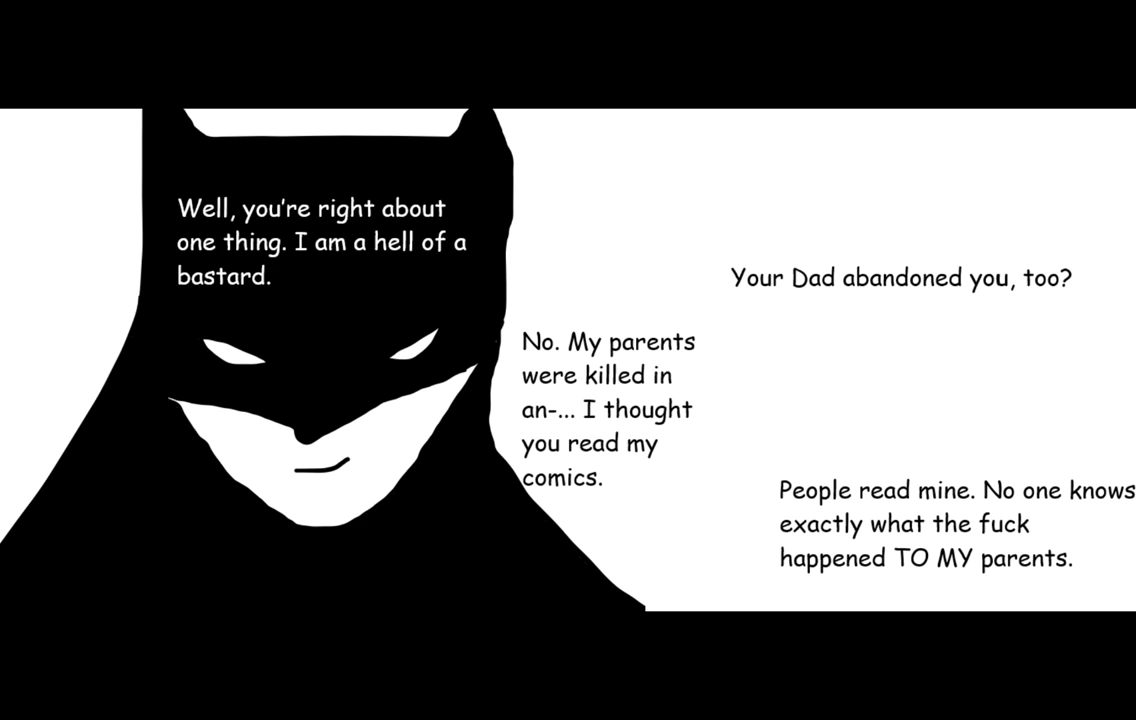 Well, you're right about
one thing. I am a hell of a
bastard.
Your Dad abandoned you, too?
No. My parents
were killed in
an-... I thought
you read my
comics.
People read mine. No one knows
exactly what the fuck
happened TO MY parents.